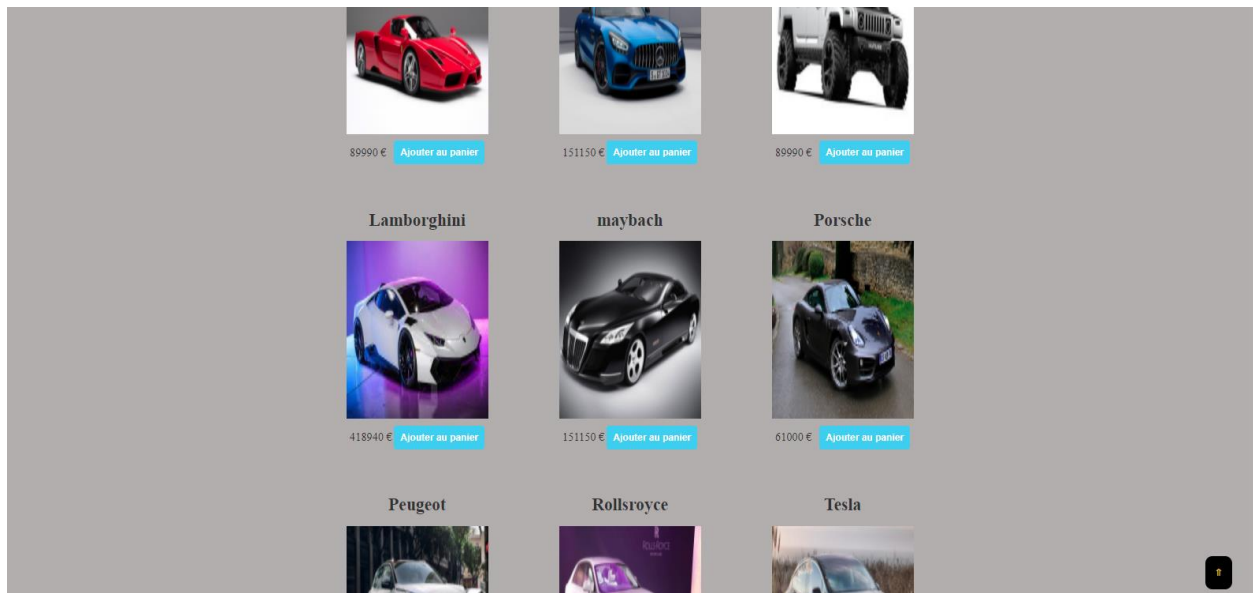 89990 € Ajouter au panier
151150 € Ajouter au panier
89990 € Ajouter au panier
Lamborghini
maybach
Porsche
418940 € Ajouter au panier
151150 € Ajouter au panier
61000 € Ajouter au panier
Peugeot
Rollsroyce
Tesla
⇑